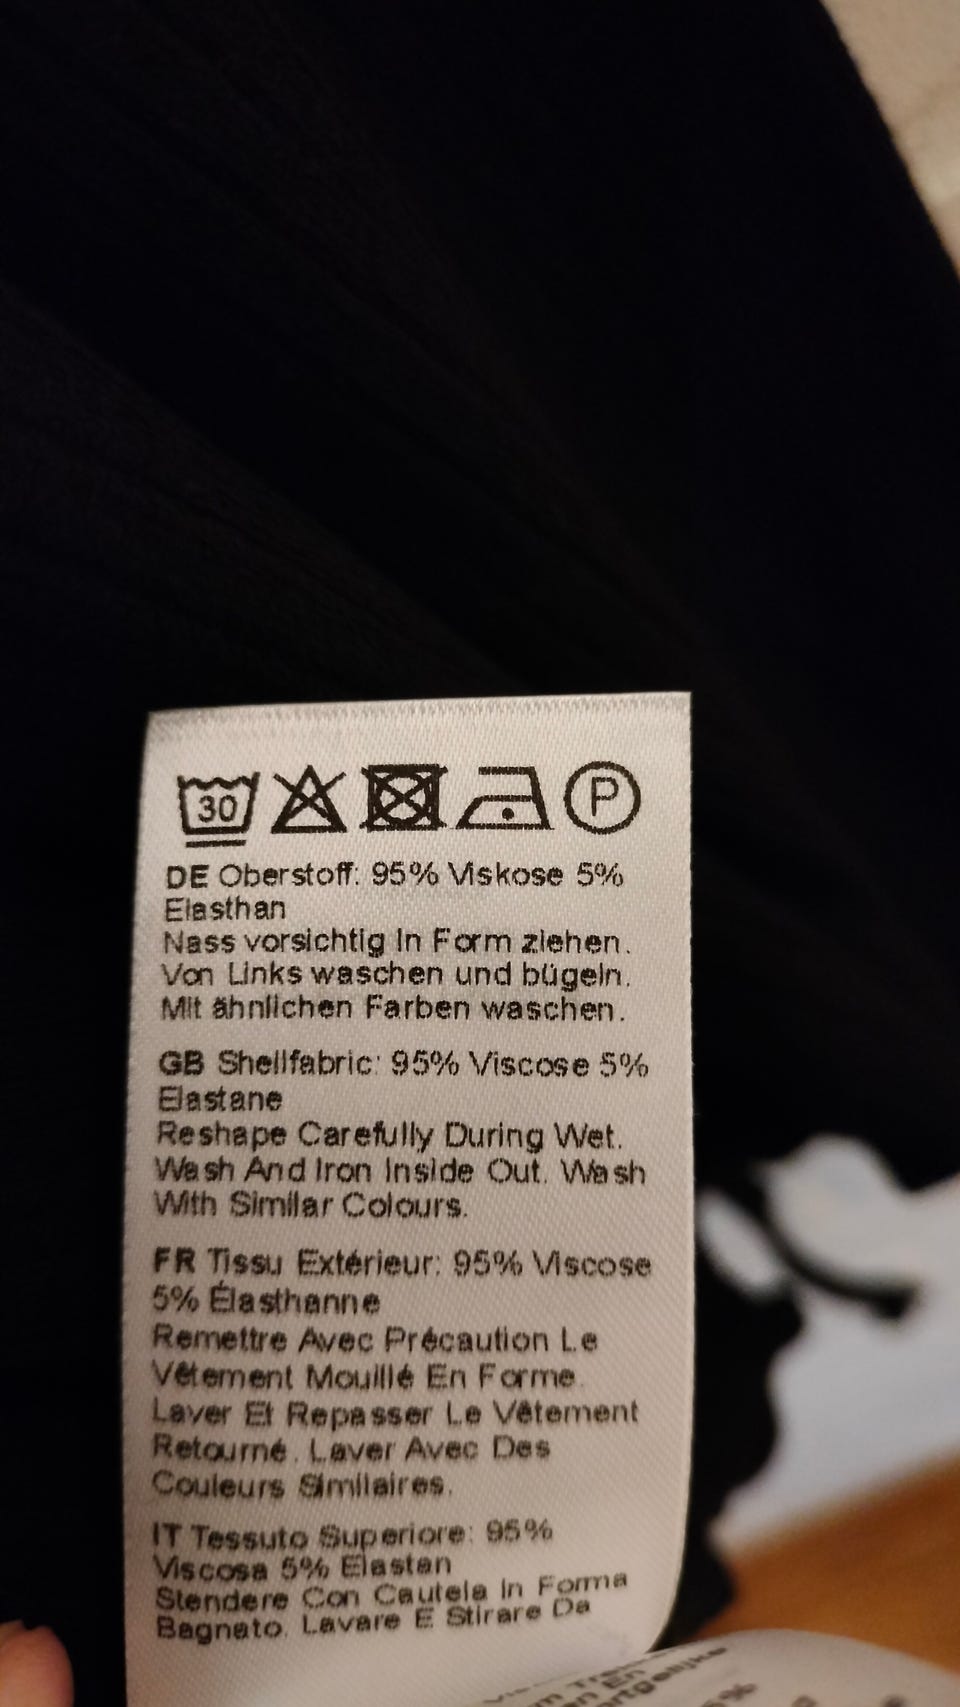 30 P
DE Oberstoff: 95% Viskose 5%
Elasthan
Nass vorsichtig in Form ziehen.
Von Links waschen und bügeln.
Mit ähnlichen Farben waschen.
GB Shellfabric: 95% Viscose 5%
Elastane
Reshape Carefully During Wet.
Wash And Iron Inside Out. Wash
With Similar Colours.
FR Tissu Extérieur: 95% Viscose
5% Élasthanne
Remettre Avec Précaution Le
Vêtement Mouillé En Forme.
Laver Et Repasser Le Vêtement
Retourné. Laver Avec Des
Couleurs Similaires.
IT Tessuto Superiore: 95%
Viscosa 5% Elastan
Stendere Con Cautela In Forma
Bagnato. Lavare E Stirare Da